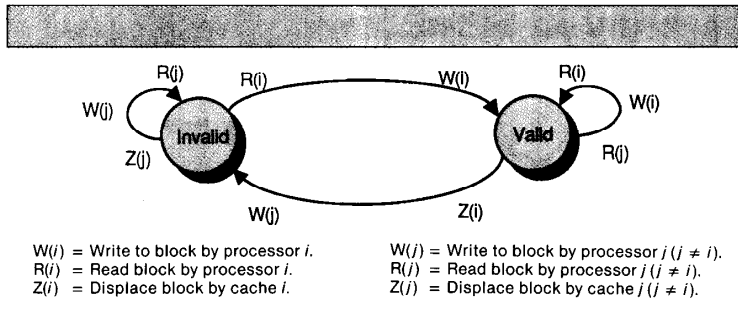 R(j) R(i) W(i) R(i)
W(j) W(i)
Invalid Valid
Z(j) R(j)
W(j) Z(i)
W(i) = Write to block by processor i. W(j) = Write to block by processor j (j ≠ i).
R(i) = Read block by processor i. R(j) = Read block by processor j (j ≠ i).
Z(i) = Displace block by cache i. Z(j) = Displace block by cache j (j ≠ i).